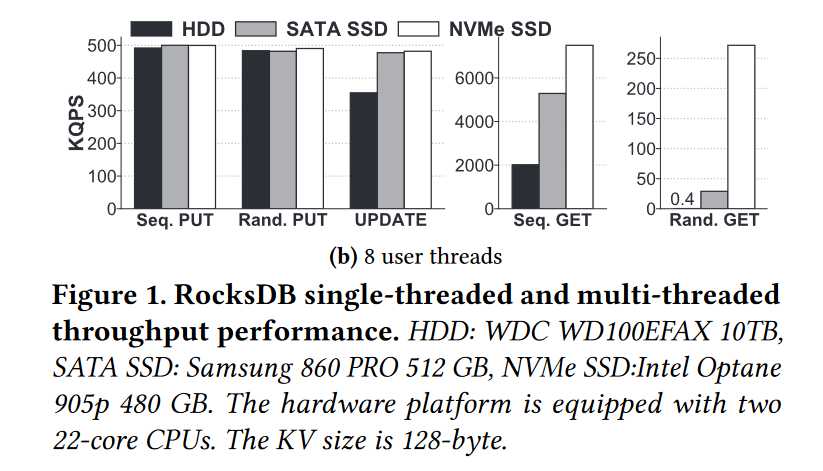 HDD SATA SSD NVMe SSD
KQPS
500
400
300
200
100
0
Seq. PUT Rand. PUT UPDATE
6000
4000
2000
0
Seq. GET
250
200
150
100
50
0
0.4
Rand. GET
(b) 8 user threads
Figure 1. RocksDB single-threaded and multi-threaded
throughput performance. HDD: WDC WD100EFAX 10TB,
SATA SSD: Samsung 860 PRO 512 GB, NVMe SSD:Intel Optane
905p 480 GB. The hardware platform is equipped with two
22-core CPUs. The KV size is 128-byte.